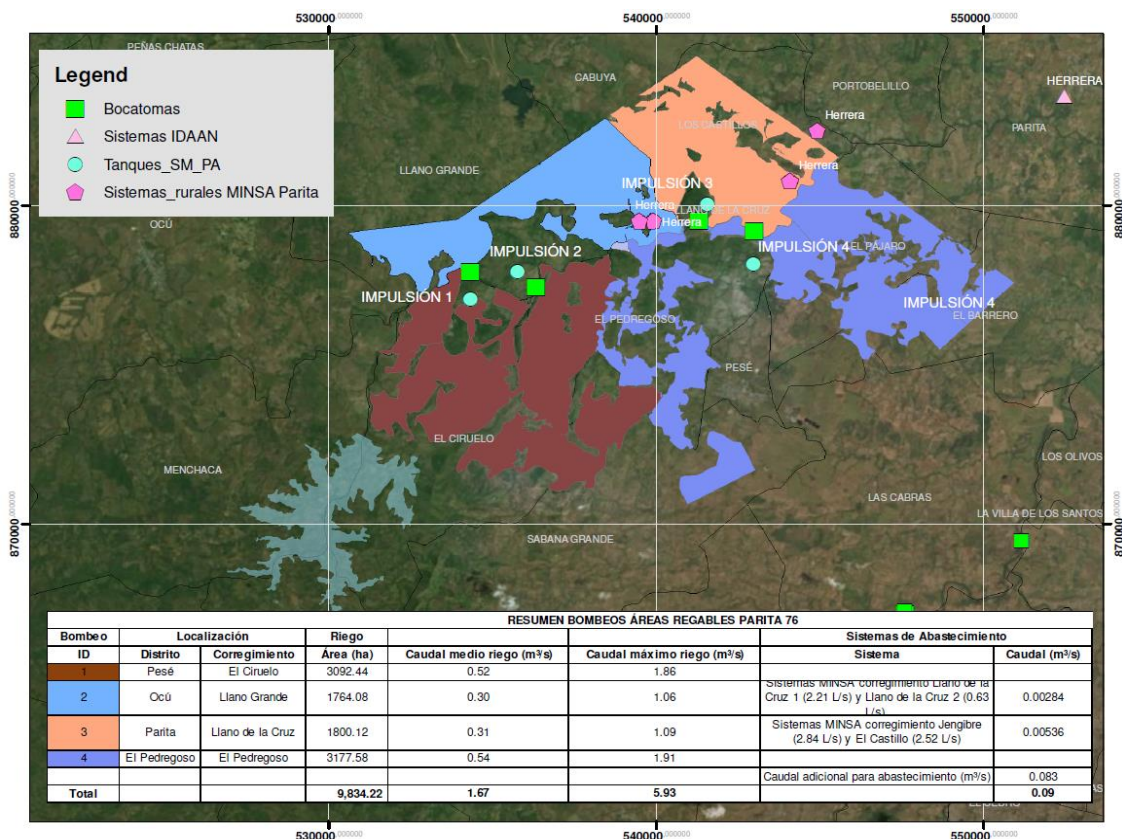 530000,000000 540000,000000 550000,000000
PEÑAS CHATAS
Legend
Bocatomas
Sistemas IDAAN
Tanques_SM_PA
Sistemas_rurales MINSA Parita
CABUYA
PORTOBELILLO
HERRERA
Herrera
PARITA
LOS CASTILLOS
LLANO GRANDE
Herrera
IMPULSIÓN 3
880000,000000
880000,000000
Herrera
LLANO DE LA CRUZ
Herrera
OCÚ
IMPULSIÓN 2
IMPULSIÓN 4
EL PÁJARO
IMPULSIÓN 1
IMPULSIÓN 4
EL PEDREGOSO
EL BARRERO
PESÉ
EL CIRUELO
MENCHACA
LOS OLIVOS
LAS CABRAS
LA VILLA DE LOS SANTOS
870000,000000
870000,000000
SABANA GRANDE
RESUMEN BOMBEOS ÁREAS REGABLES PARITA 76
Bombeo Localización Riego Sistemas de Abastecimiento
ID Distrito Corregimiento Área (ha) Caudal medio riego (m³/s) Caudal máximo riego (m³/s) Sistema Caudal (m³/s)
1 Pesé El Ciruelo 3092.44 0.52 1.86
2 Ocú Llano Grande 1764.08 0.30 1.06 Sistemas MINSA corregimiento Llano de la
Cruz 1 (2.21 L/s) y Llano de la Cruz 2 (0.63 0.00284
L/s)
3 Parita Llano de la Cruz 1800.12 0.31 1.09 Sistemas MINSA corregimiento Jengibre
(2.84 L/s) y El Castillo (2.52 L/s) 0.00536
4 El Pedregoso El Pedregoso 3177.58 0.54 1.91
Caudal adicional para abastecimiento (m³/s) 0.083
Total 9,834.22 1.67 5.93 0.09
530000,000000 540000,000000 550000,000000